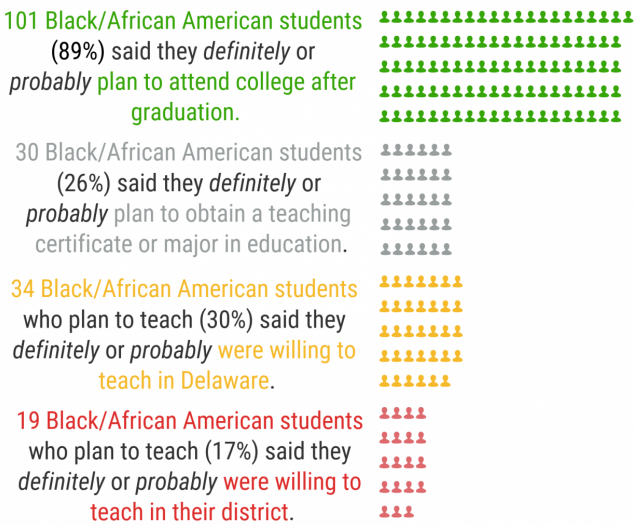 101 Black/African American students
(89%) said they definitely or
probably plan to attend college after
graduation.
30 Black/African American students
(26%) said they definitely or
probably plan to obtain a teaching
certificate or major in education.
34 Black/African American students
who plan to teach (30%) said they
definitely or probably were willing to
teach in Delaware.
19 Black/African American students
who plan to teach (17%) said they
definitely or probably were willing to
teach in their district.